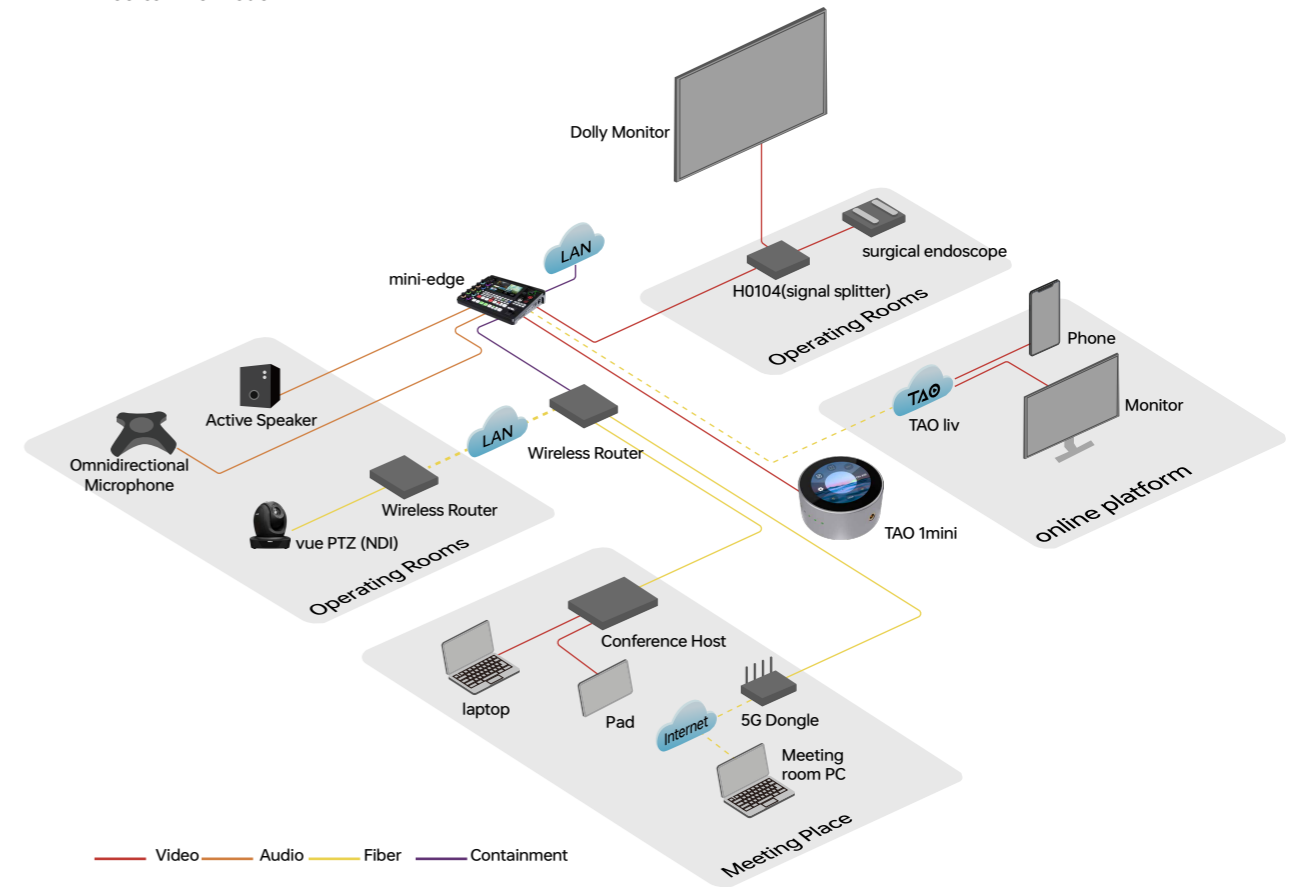 Dolly Monitor
LAN
surgical endoscope
mini-edge
H0104(signal splitter)
Operating Rooms
Phone
TAO
TAO liv
Monitor
online platform
Active Speaker
LAN
Wireless Router
Omnidirectional
Microphone
Wireless Router
vue PTZ (NDI)
Operating Rooms
TAO 1mini
Conference Host
laptop
Pad
5G Dongle
Internet
Meeting
room PC
Meeting Place
Video
Audio
Fiber
Containment